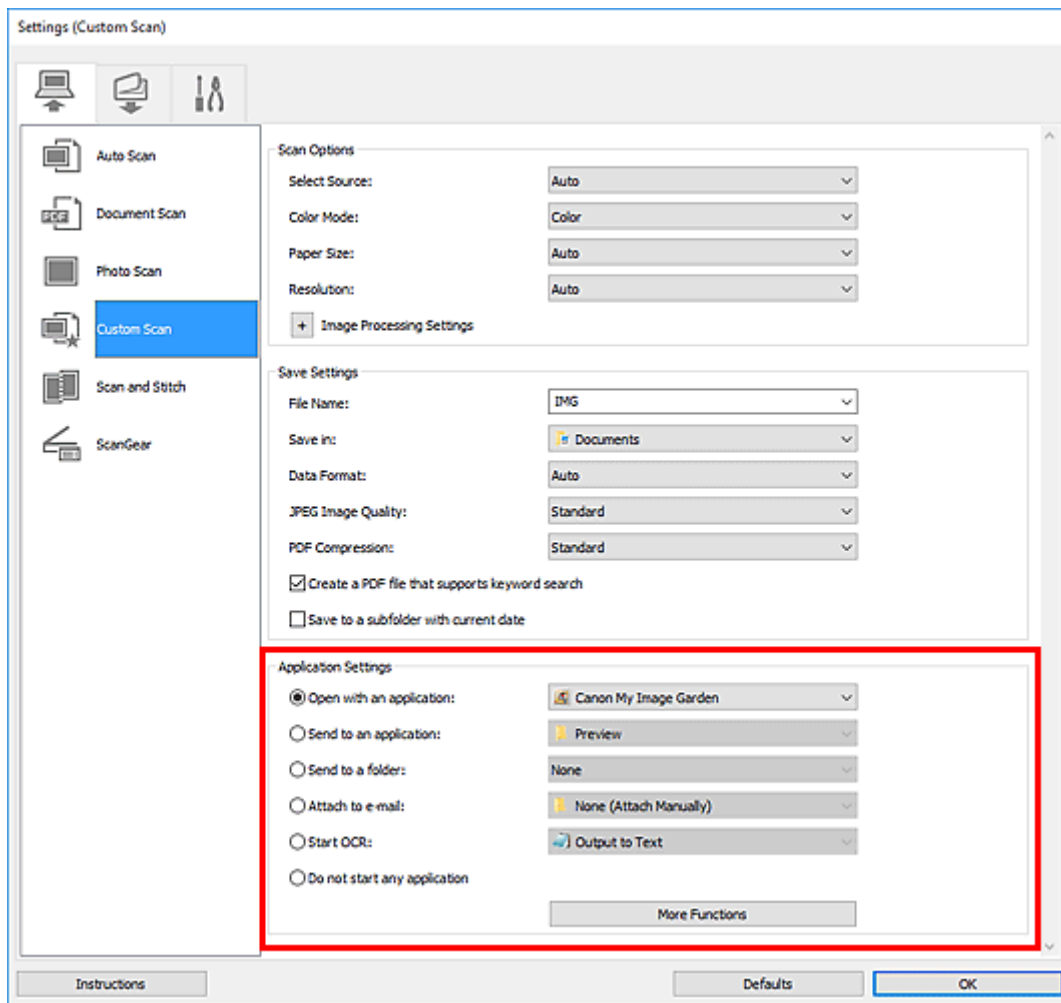 Settings (Custom Scan)
Auto Scan
Document Scan
Photo Scan
Custom Scan
Scan and Stitch
ScanGear
Scan Options
Select Source: Auto
Color Mode: Color
Paper Size: Auto
Resolution: Auto
+ Image Processing Settings
Save Settings
File Name: IMG
Save in: Documents
Data Format: Auto
JPEG Image Quality: Standard
PDF Compression: Standard
Create a PDF file that supports keyword search
Save to a subfolder with current date
Application Settings
Open with an application: Canon My Image Garden
Send to an application: Preview
Send to a folder: None
Attach to e-mail: None (Attach Manually)
Start OCR: Output to Text
Do not start any application
More Functions
Instructions Defaults OK